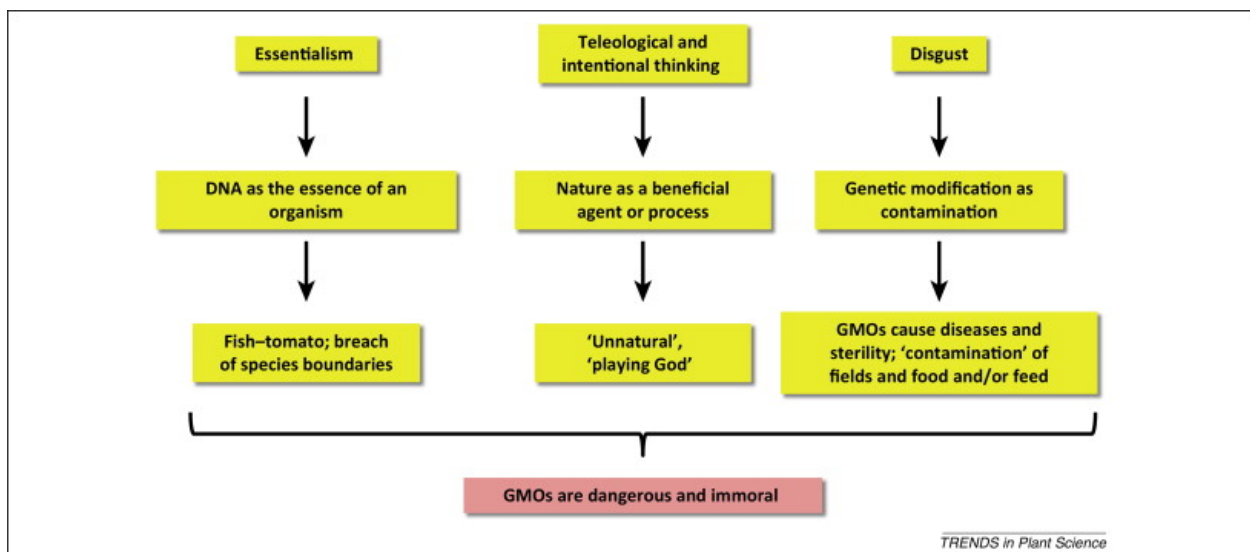 Essentialism
Teleological and
intentional thinking
Disgust
DNA as the essence of an
organism
Nature as a beneficial
agent or process
Genetic modification as
contamination
Fish–tomato; breach
of species boundaries
‘Unnatural’,
‘playing God’
GMOs cause diseases and
sterility; ‘contamination’ of
fields and food and/or feed
GMOs are dangerous and immoral
TRENDS in Plant Science